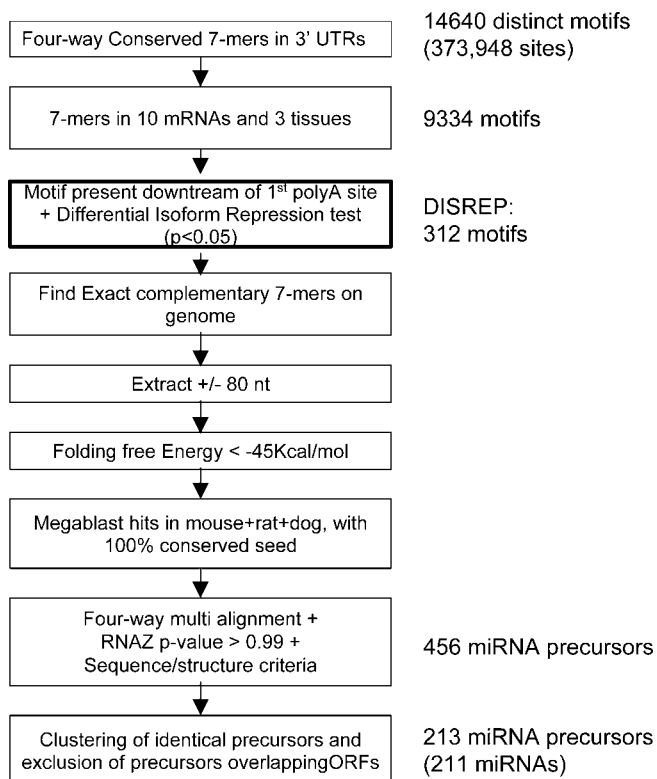 Four-way Conserved 7-mers in 3' UTRs
14640 distinct motifs
(373,948 sites)
7-mers in 10 mRNAs and 3 tissues
9334 motifs
Motif present downstream of 1st polyA site
+ Differential Isoform Repression test
(p<0.05)
DISREP:
312 motifs
Find Exact complementary 7-mers on
genome
Extract +/- 80 nt
Folding free Energy < -45Kcal/mol
Megablast hits in mouse+rat+dog, with
100% conserved seed
Four-way multi alignment +
RNAZ p-value > 0.99 +
Sequence/structure criteria
456 miRNA precursors
Clustering of identical precursors and
exclusion of precursors overlappingORFs
213 miRNA precursors
(211 miRNAs)